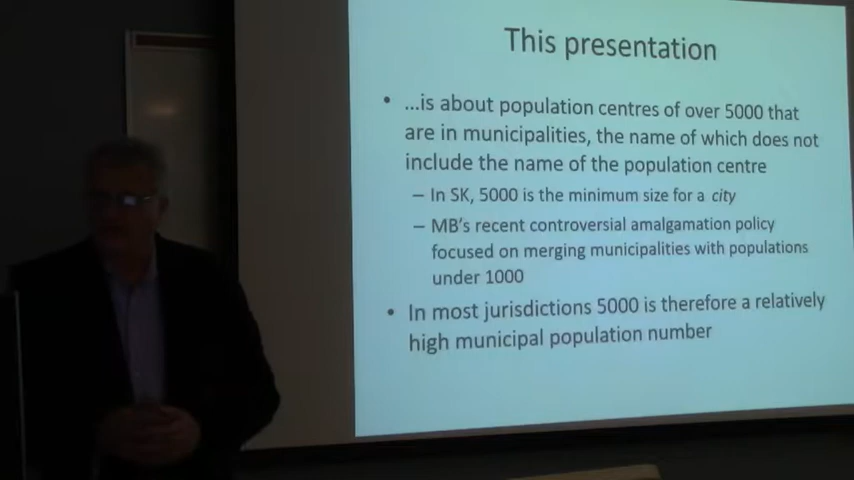 This presentation
• ...is about population centres of over 5000 that
are in municipalities, the name of which does not
include the name of the population centre
– In SK, 5000 is the minimum size for a city
– MB's recent controversial amalgamation policy
focused on merging municipalities with populations
under 1000
• In most jurisdictions 5000 is therefore a relatively
high municipal population number